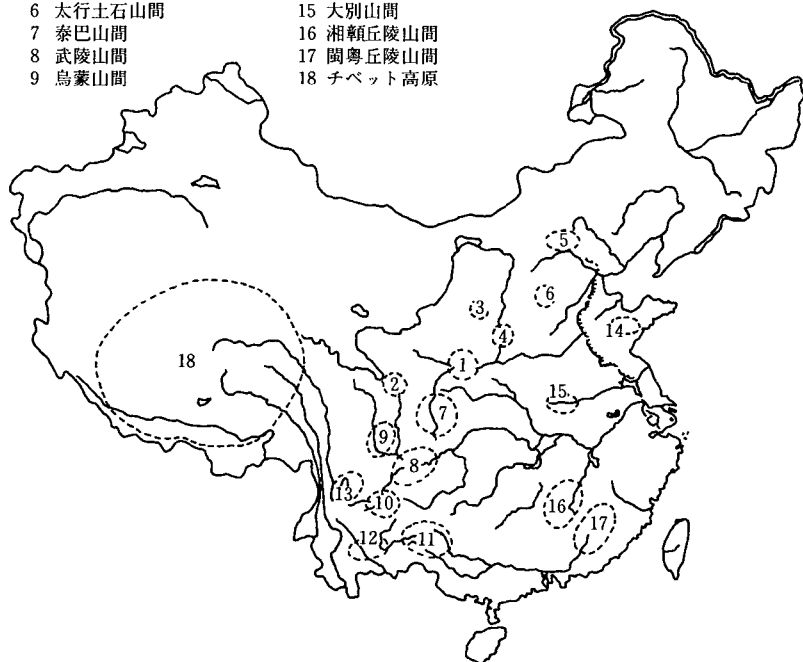 6 太行土石山間
7 泰巴山間
8 武陵山間
9 烏蒙山間
15 大別山間
16 湘贛丘陵山間
17 閩粵丘陵山間
18 チベット高原
5
6
3
4
14
1
18
2
15
7
9
8
13
10
16
17
12
11